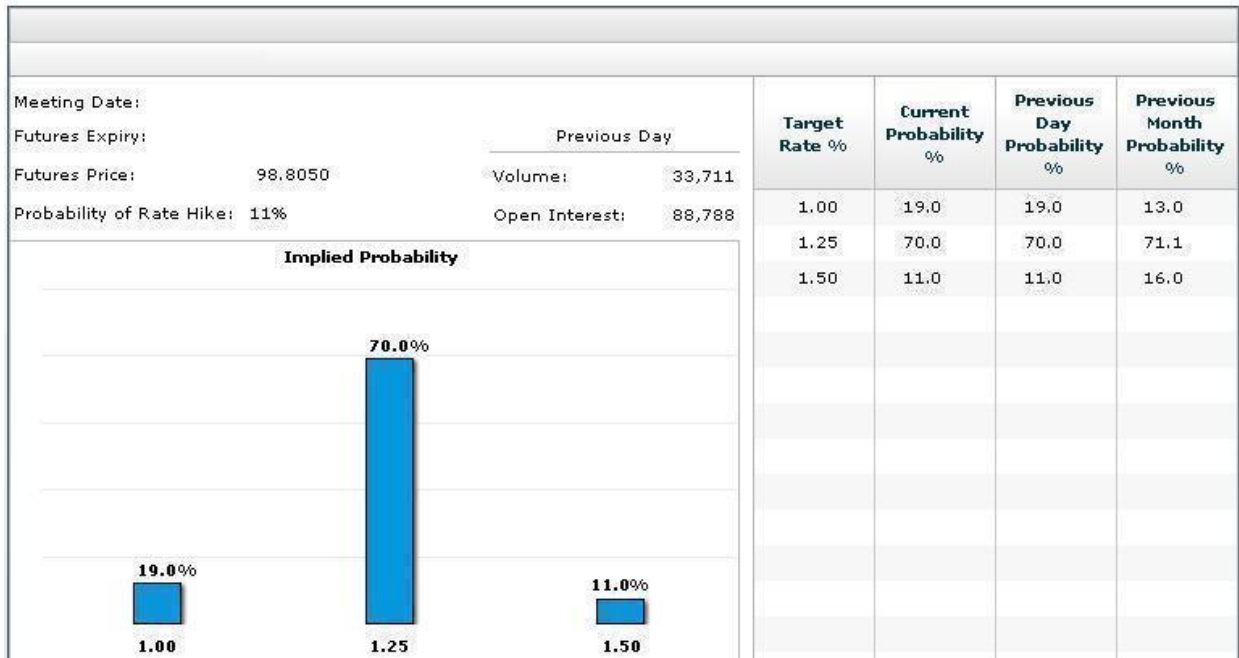 Meeting Date:
Futures Expiry:
Previous Day
Futures Price: 98.8050
Volume: 33,711
Probability of Rate Hike: 11%
Open Interest: 88,788
Implied Probability
70.0%
19.0%
11.0%
1.00 1.25 1.50
Target Rate % Current Probability % Previous Day Probability % Previous Month Probability %
1.00 19.0 19.0 13.0
1.25 70.0 70.0 71.1
1.50 11.0 11.0 16.0